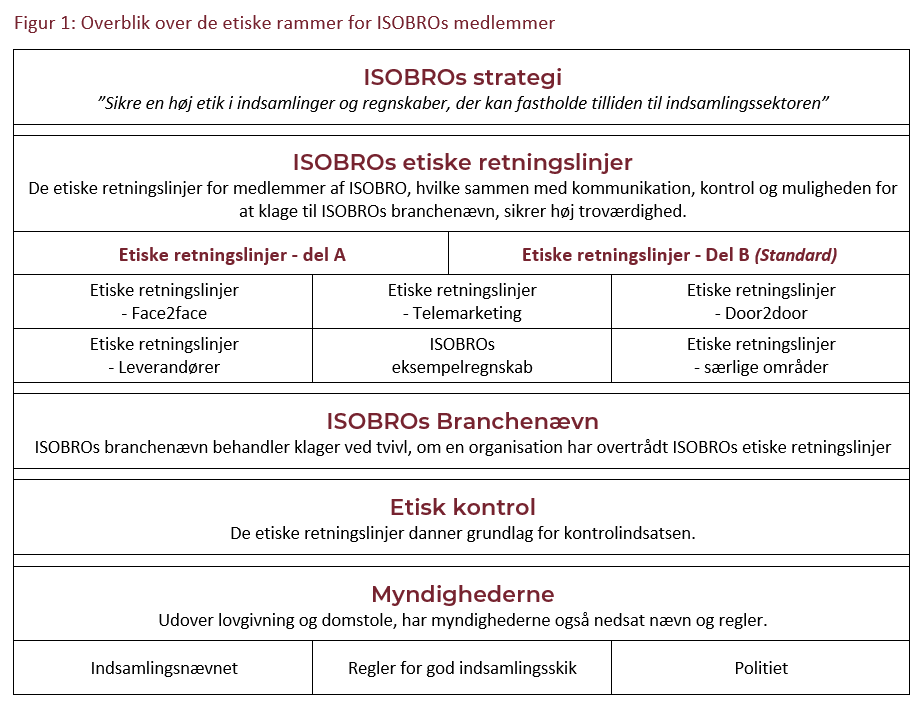 Figur 1: Overblik over de etiske rammer for ISOBROs medlemmer
ISOBROs strategi
”Sikre en høj etik i indsamlinger og regnskaber, der kan fastholde tilliden til indsamlingssektoren”
ISOBROs etiske retningslinjer
De etiske retningslinjer for medlemmer af ISOBRO, hvilke sammen med kommunikation, kontrol og muligheden for
at klage til ISOBROs branchenævn, sikrer høj troværdighed.
Etiske retningslinjer - del A
Etiske retningslinjer - Del B (Standard)
Etiske retningslinjer
- Face2face
Etiske retningslinjer
- Telemarketing
Etiske retningslinjer
- Door2door
Etiske retningslinjer
- Leverandører
ISOBROs
eksempelregnskab
Etiske retningslinjer
- særlige områder
ISOBROs Branchenævn
ISOBROs branchenævn behandler klager ved tvivl, om en organisation har overtrådt ISOBROs etiske retningslinjer
Etisk kontrol
De etiske retningslinjer danner grundlag for kontrolindsatsen.
Myndighederne
Udover lovgivning og domstole, har myndighederne også nedsat nævn og regler.
Indsamlingsnævnet
Regler for god indsamlingsskik
Politiet